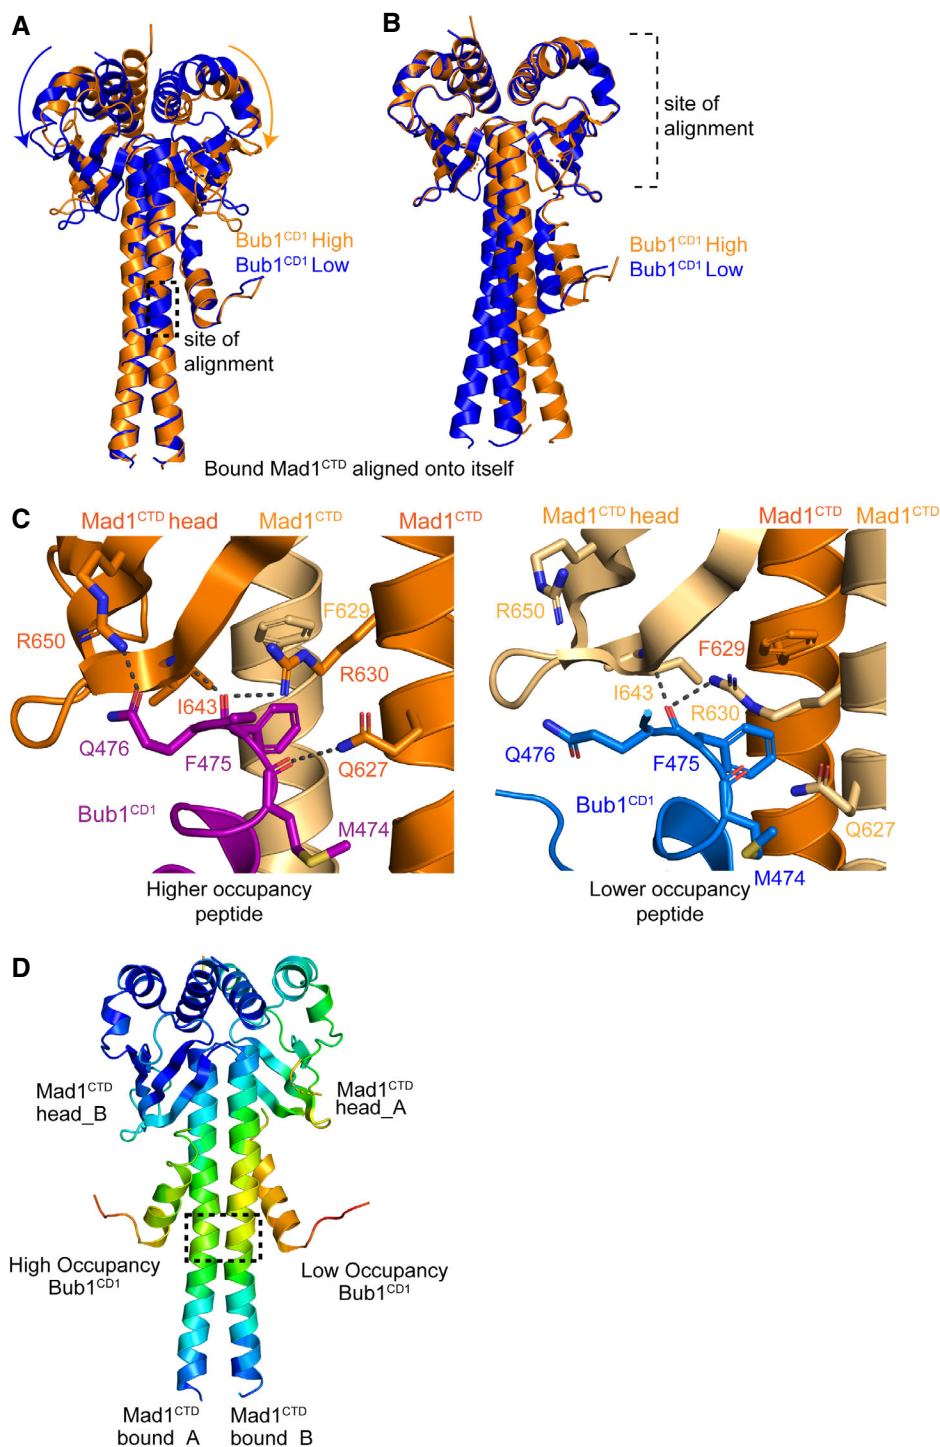 A
Bub1CD1 High
Bub1CD1 Low
site of
alignment
B
site of
alignment
Bub1CD1 High
Bub1CD1 Low
Bound Mad1CTD aligned onto itself
C
Mad1CTD head
Mad1CTD
Mad1CTD
R650
F629
R630
I643
Q476
F475
Q627
Bub1CD1
M474
Higher occupancy
peptide
Mad1CTD head
Mad1CTD
Mad1CTD
R650
F629
I643
R630
Q476
F475
Bub1CD1
Q627
M474
Lower occupancy
peptide
D
Mad1CTD
head_B
Mad1CTD
head_A
High Occupancy
Bub1CD1
Low Occupancy
Bub1CD1
Mad1CTD
bound_A
Mad1CTD
bound_B